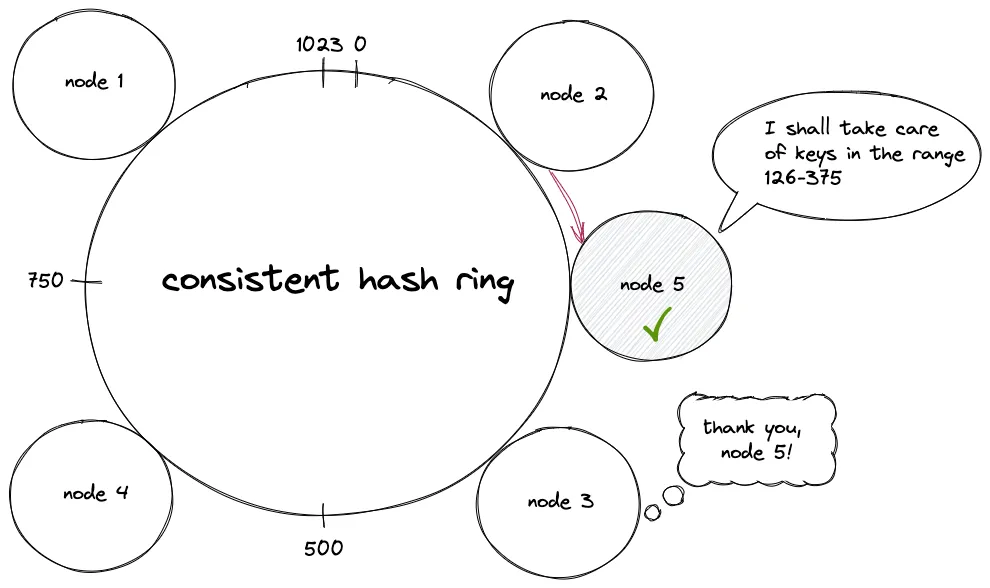 1023 0
node 1
node 2
I shall take care
of keys in the range
126-375
750
consistent hash ring
node 5
thank you,
node 5!
node 4
node 3
500